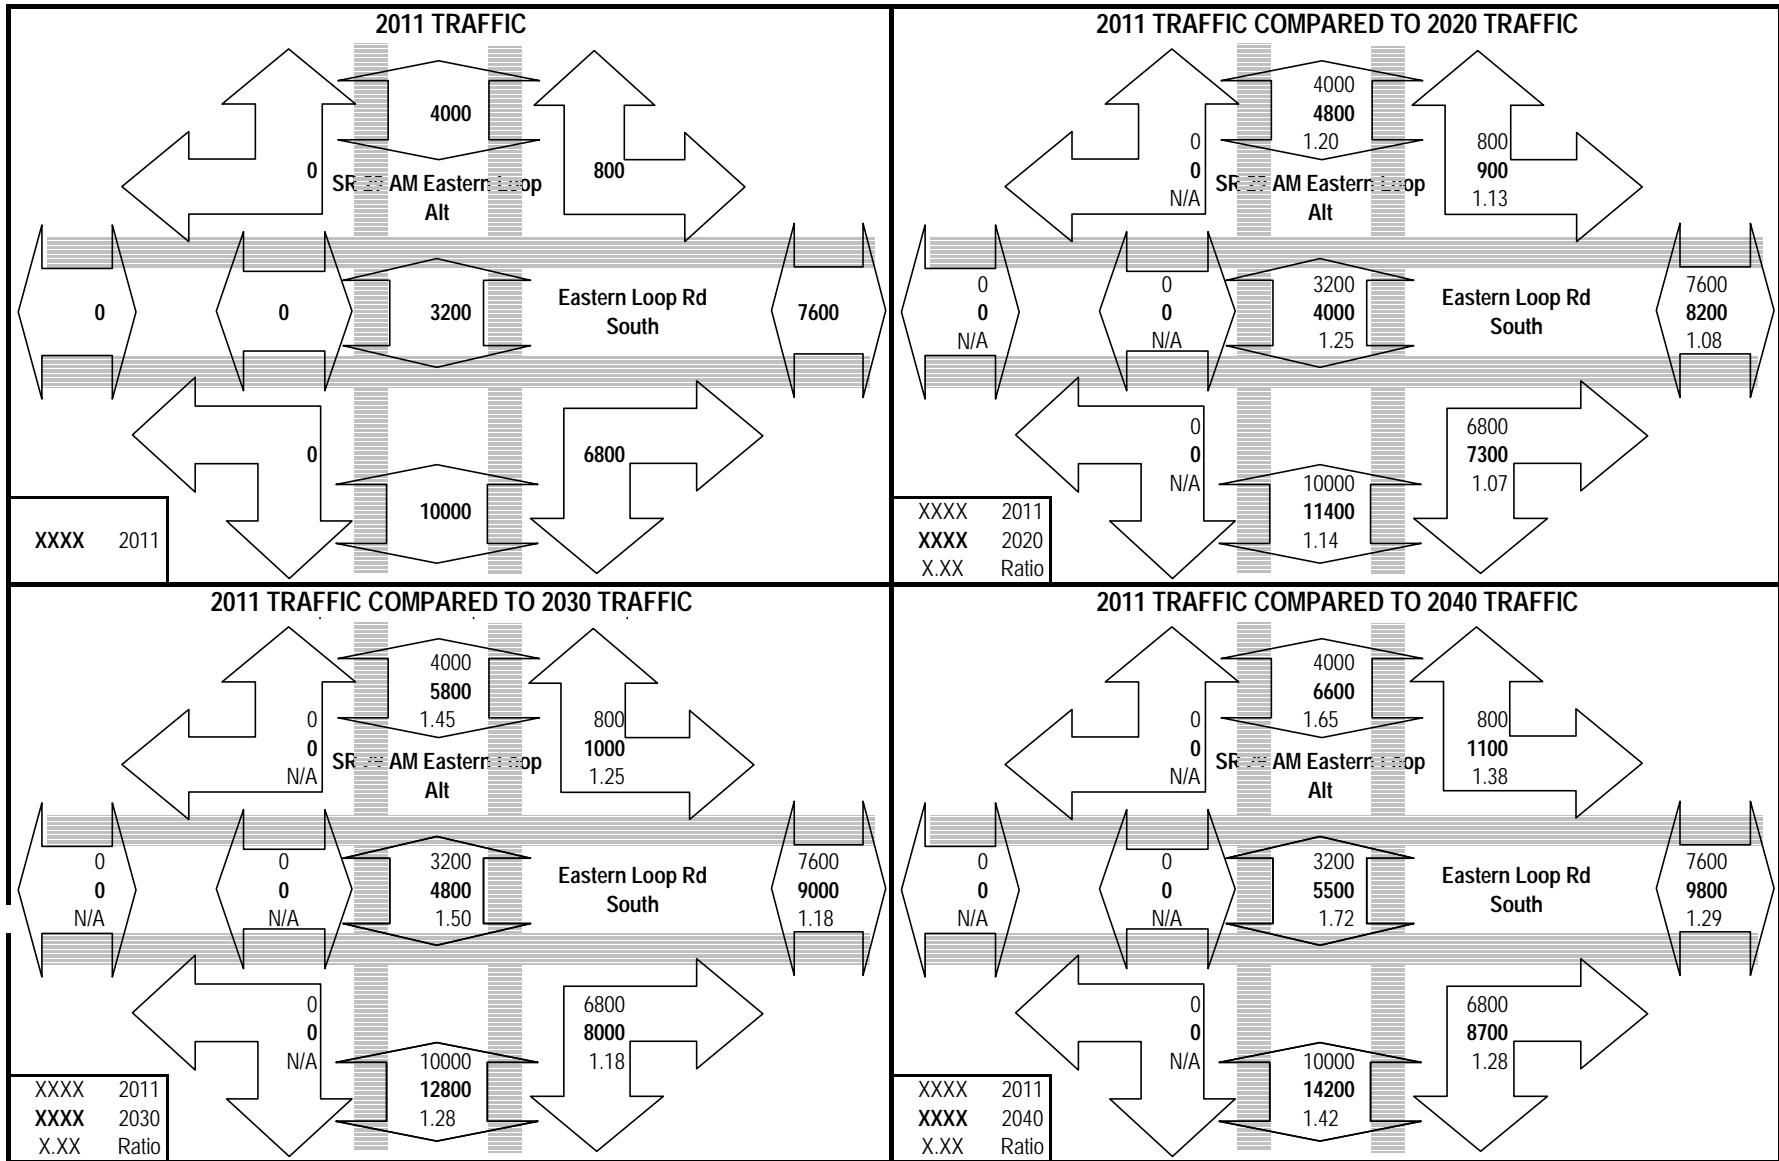 2011 TRAFFIC
4000
0
800
SR 29 AM Eastern Loop
Alt
0
0
3200
Eastern Loop Rd
South
7600
0
6800
10000
XXXX 2011
2011 TRAFFIC COMPARED TO 2020 TRAFFIC
4000
4800
1.20
0
0
N/A
800
900
1.13
SR 29 AM Eastern Loop
Alt
0
0
N/A
0
0
N/A
3200
4000
1.25
Eastern Loop Rd
South
7600
8200
1.08
0
0
N/A
6800
7300
1.07
10000
11400
1.14
XXXX 2011
XXXX 2020
X.XX Ratio
2011 TRAFFIC COMPARED TO 2030 TRAFFIC
4000
5800
1.45
0
0
N/A
800
1000
1.25
SR 29 AM Eastern Loop
Alt
0
0
N/A
0
0
N/A
3200
4800
1.50
Eastern Loop Rd
South
7600
9000
1.18
0
0
N/A
6800
8000
1.18
10000
12800
1.28
XXXX 2011
XXXX 2030
X.XX Ratio
2011 TRAFFIC COMPARED TO 2040 TRAFFIC
4000
6600
1.65
0
0
N/A
800
1100
1.38
SR 29 AM Eastern Loop
Alt
0
0
N/A
0
0
N/A
3200
5500
1.72
Eastern Loop Rd
South
7600
9800
1.29
0
0
N/A
6800
8700
1.28
10000
14200
1.42
XXXX 2011
XXXX 2040
X.XX Ratio